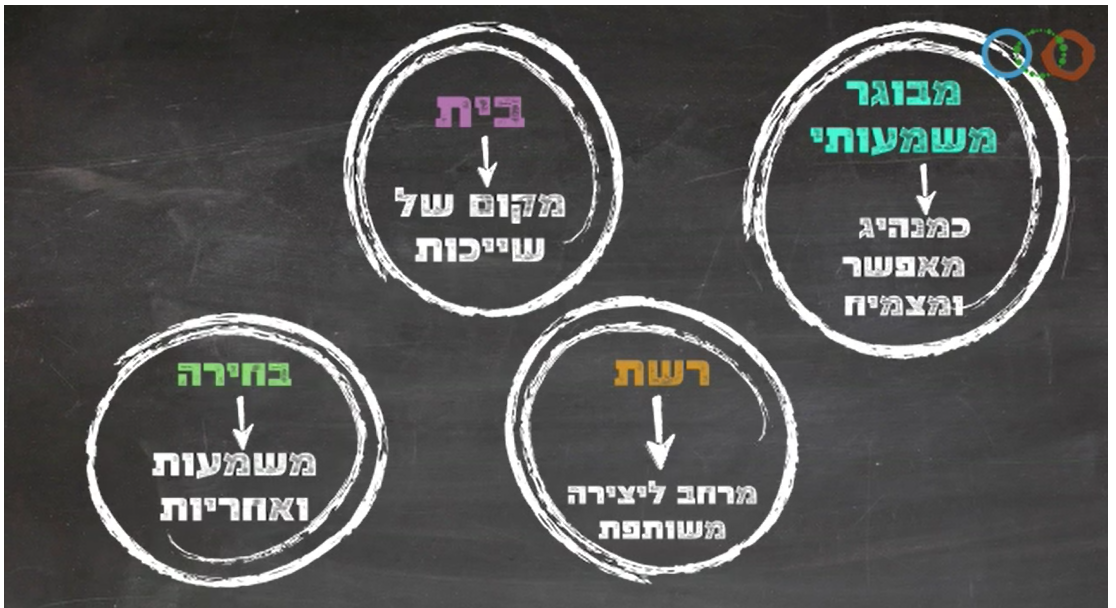 מבוגר
משמעותי
כמנהיג
מאפשר
ומצמיח
בית
מקום של
שייכות
רשת
מרחב ליצירה
משותפת
בחירה
משמעות
ואחריות